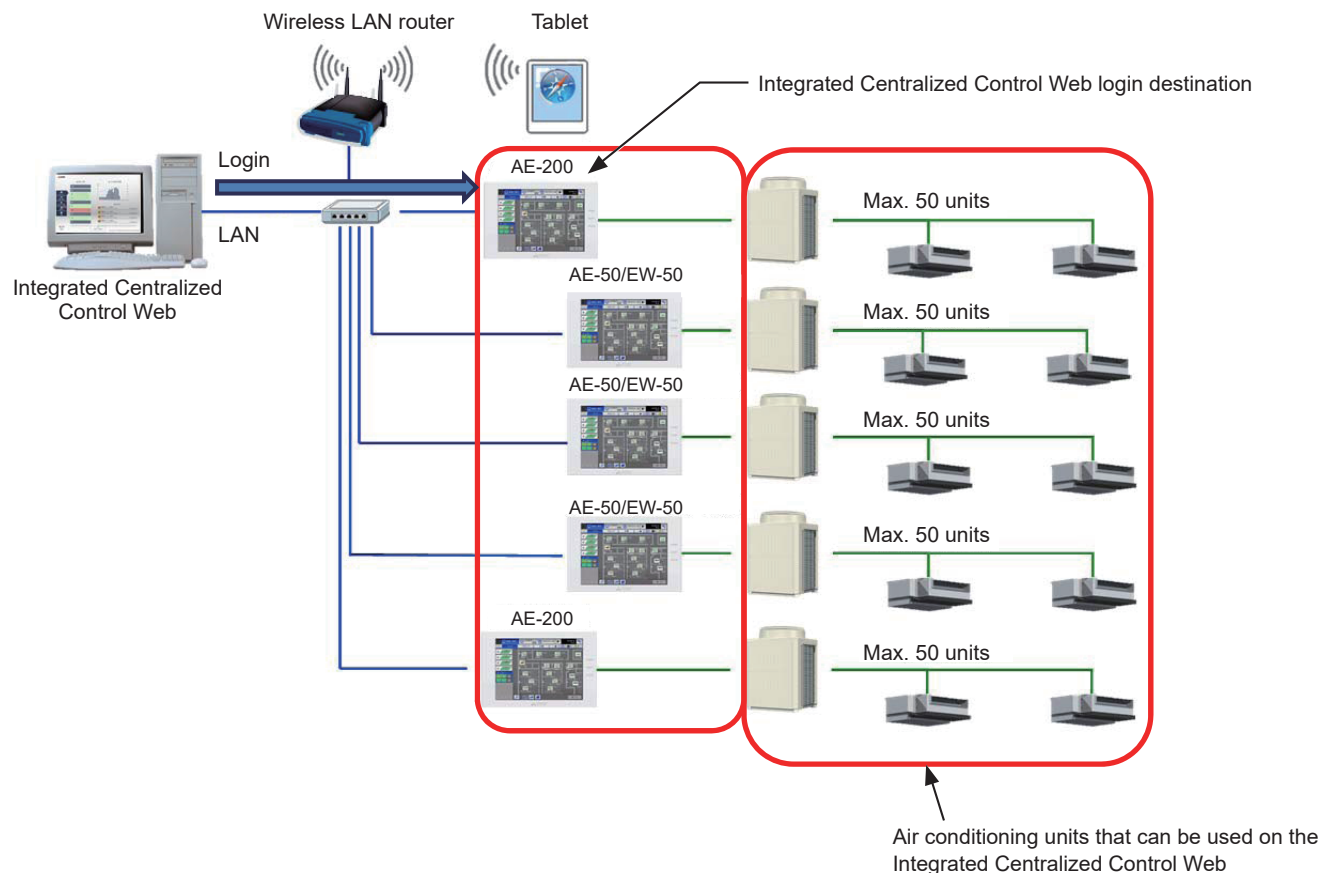 Wireless LAN router
Tablet
Integrated Centralized Control Web login destination
Login
AE-200
Max. 50 units
LAN
Integrated Centralized
Control Web
AE-50/EW-50
Max. 50 units
AE-50/EW-50
Max. 50 units
AE-50/EW-50
Max. 50 units
AE-200
Max. 50 units
Air conditioning units that can be used on the
Integrated Centralized Control Web